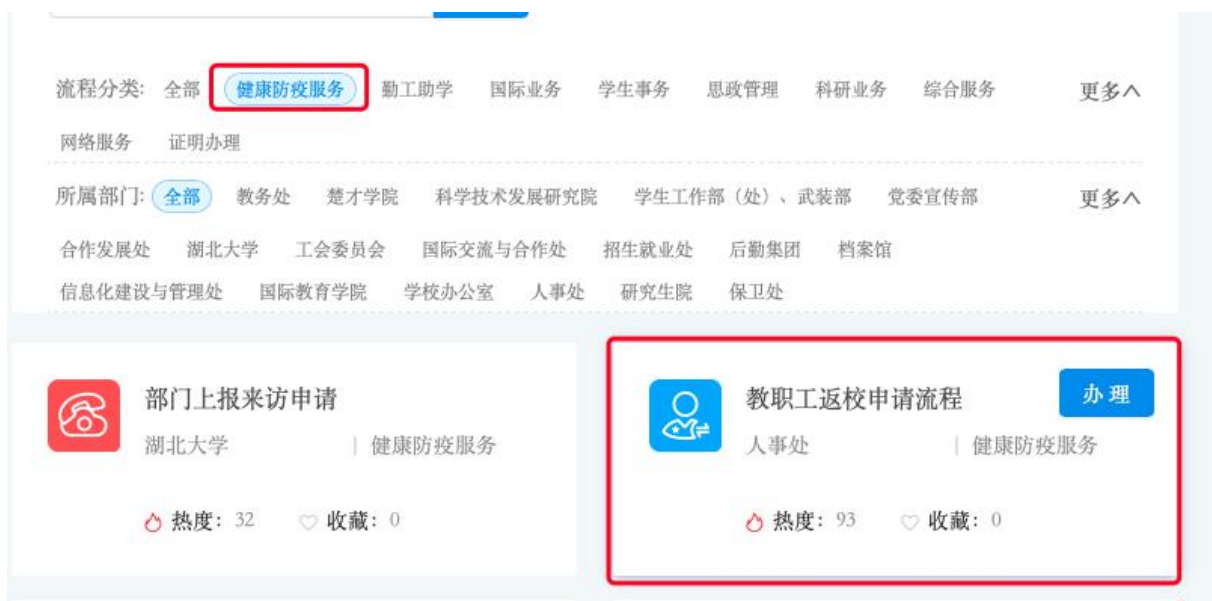 流程分类: 全部 健康防疫服务 勤工助学 国际业务 学生事务 思政管理 科研业务 综合服务 更多
网络服务 证明办理
所属部门: 全部 教务处 楚才学院 科学技术发展研究院 学生工作部（处）、武装部 党委宣传部 更多
合作发展处 湖北大学 工会委员会 国际交流与合作处 招生就业处 后勤集团 档案馆
信息化建设与管理处 国际教育学院 学校办公室 人事处 研究生院 保卫处
部门上报来访申请
湖北大学 | 健康防疫服务
热度: 32 收藏: 0
教职工返校申请流程 办理
人事处 | 健康防疫服务
热度: 93 收藏: 0